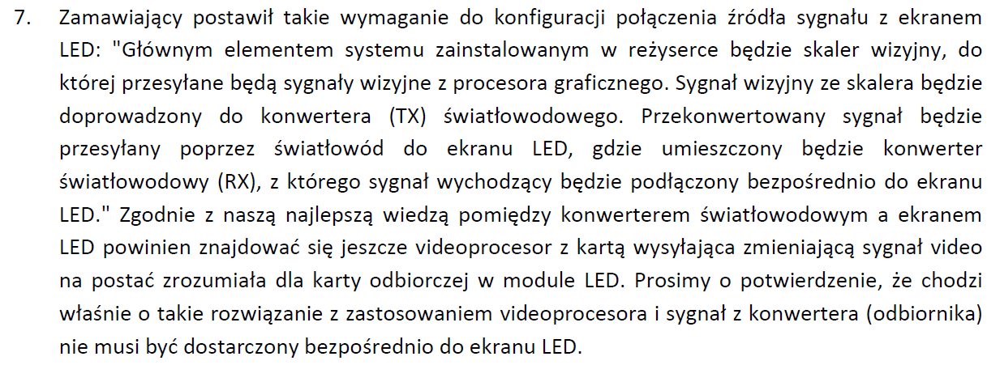 7. Zamawiający postawił takie wymaganie do konfiguracji połączenia źródła sygnału z ekranem
LED: "Głównym elementem systemu zainstalowanym w reżyserce będzie skaler wizyjny, do
której przesyłane będą sygnały wizyjne z procesora graficznego. Sygnał wizyjny ze skalera będzie
doprowadzony do konwertera (TX) światłowodowego. Przekonwertowany sygnał będzie
przesyłany poprzez światłowód do ekranu LED, gdzie umieszczony będzie konwerter
światłowodowy (RX), z którego sygnał wychodzący będzie podłączony bezpośrednio do ekranu
LED." Zgodnie z naszą najlepszą wiedzą pomiędzy konwerterem światłowodowym a ekranem
LED powinien znajdować się jeszcze videoprocesor z kartą wysyłająca zmieniającą sygnał video
na postać zrozumiała dla karty odbiorczej w module LED. Prosimy o potwierdzenie, że chodzi
właśnie o takie rozwiązanie z zastosowaniem videoprocesora i sygnał z konwertera (odbiornika)
nie musi być dostarczony bezpośrednio do ekranu LED.